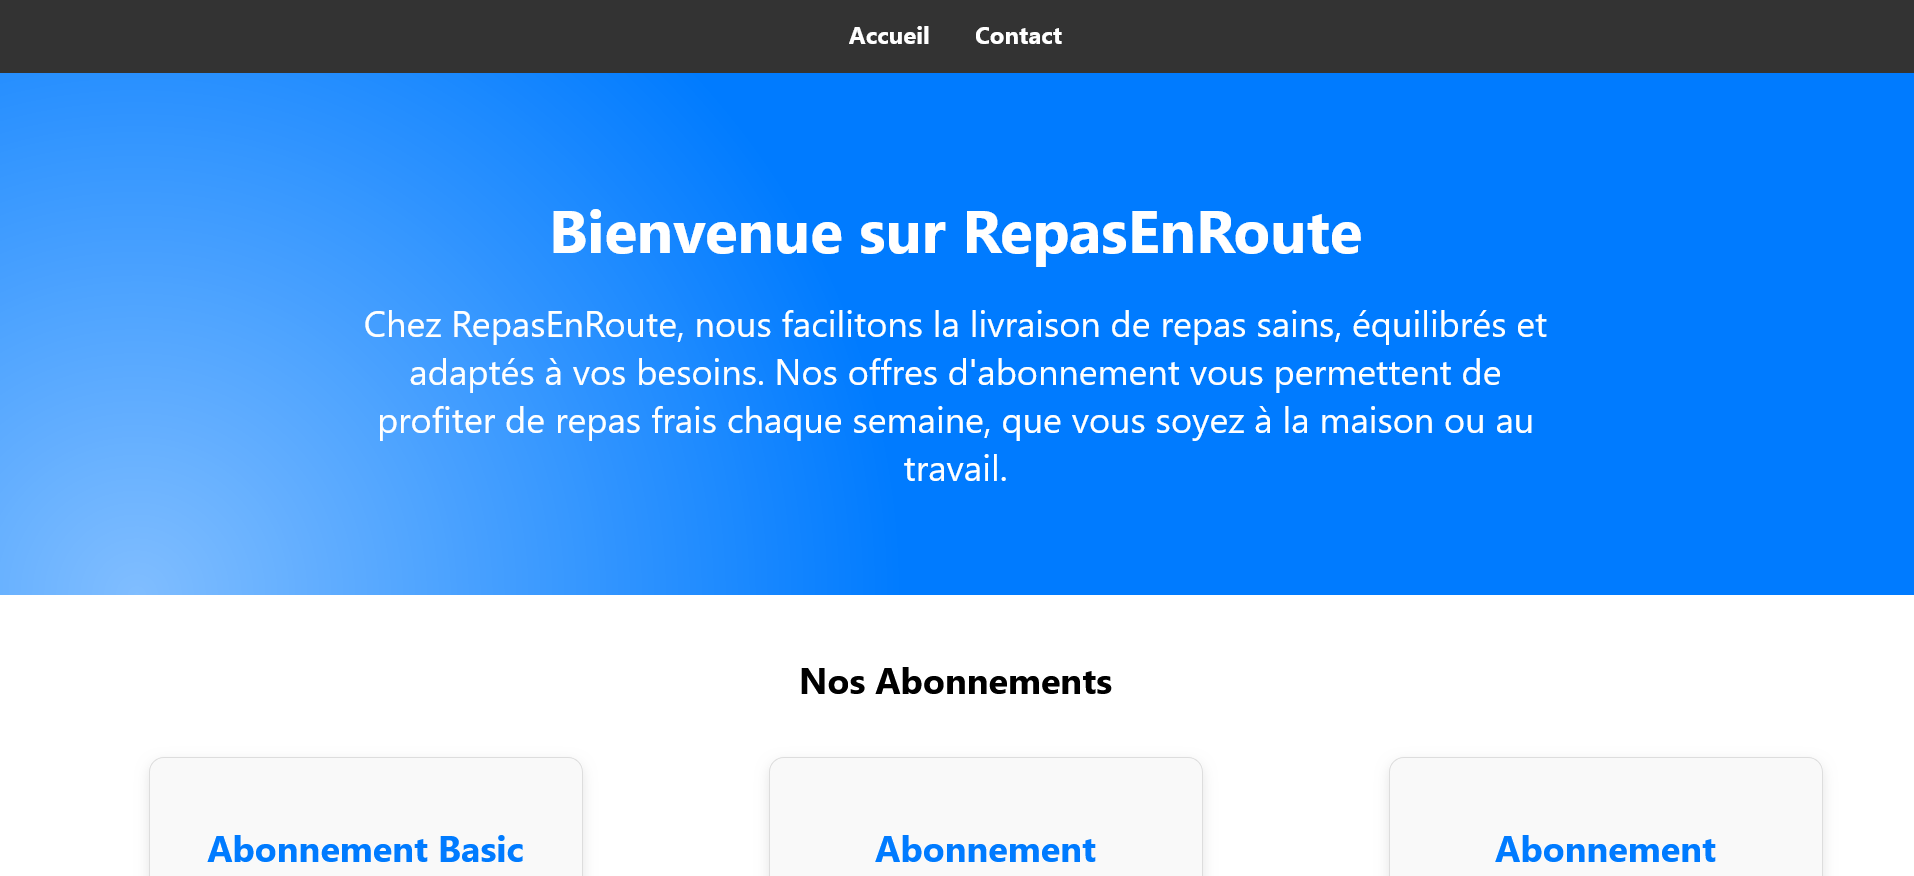 Accueil Contact
Bienvenue sur RepasEnRoute
Chez RepasEnRoute, nous facilitons la livraison de repas sains, équilibrés et
adaptés à vos besoins. Nos offres d'abonnement vous permettent de
profiter de repas frais chaque semaine, que vous soyez à la maison ou au
travail.
Nos Abonnements
Abonnement Basic
Abonnement
Abonnement